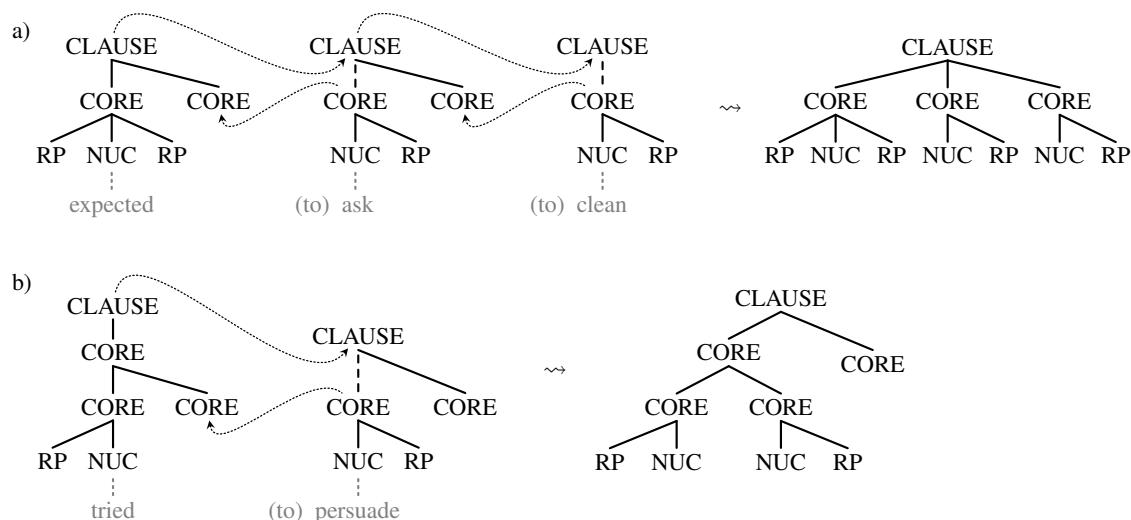 a)
CLAUSE CLAUSE CLAUSE CLAUSE
CORE CORE CORE CORE CORE ⇝ CORE CORE CORE
RP NUC RP NUC RP NUC RP RP NUC RP NUC RP NUC RP
expected (to) ask (to) clean
b)
CLAUSE CLAUSE
CLAUSE
CORE ⇝ CORE CORE
CORE CORE CORE CORE CORE CORE
RP NUC NUC RP RP NUC NUC RP
tried (to) persuade